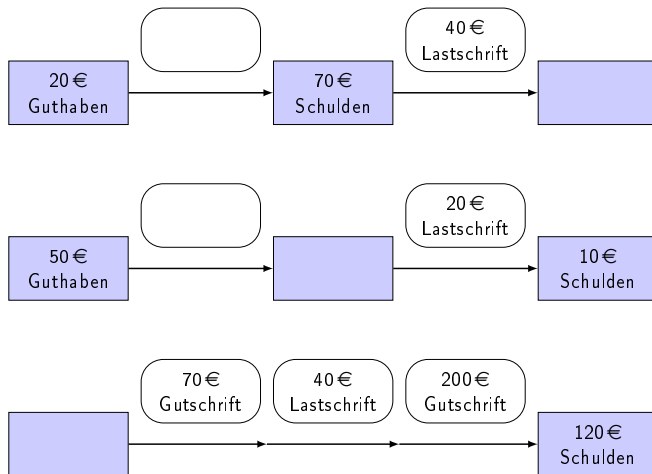 40 €
Lastschrift
20 €
Guthaben
70 €
Schulden
20 €
Lastschrift
50 €
Guthaben
10 €
Schulden
70 €
Gutschrift
40 €
Lastschrift
200 €
Gutschrift
120 €
Schulden